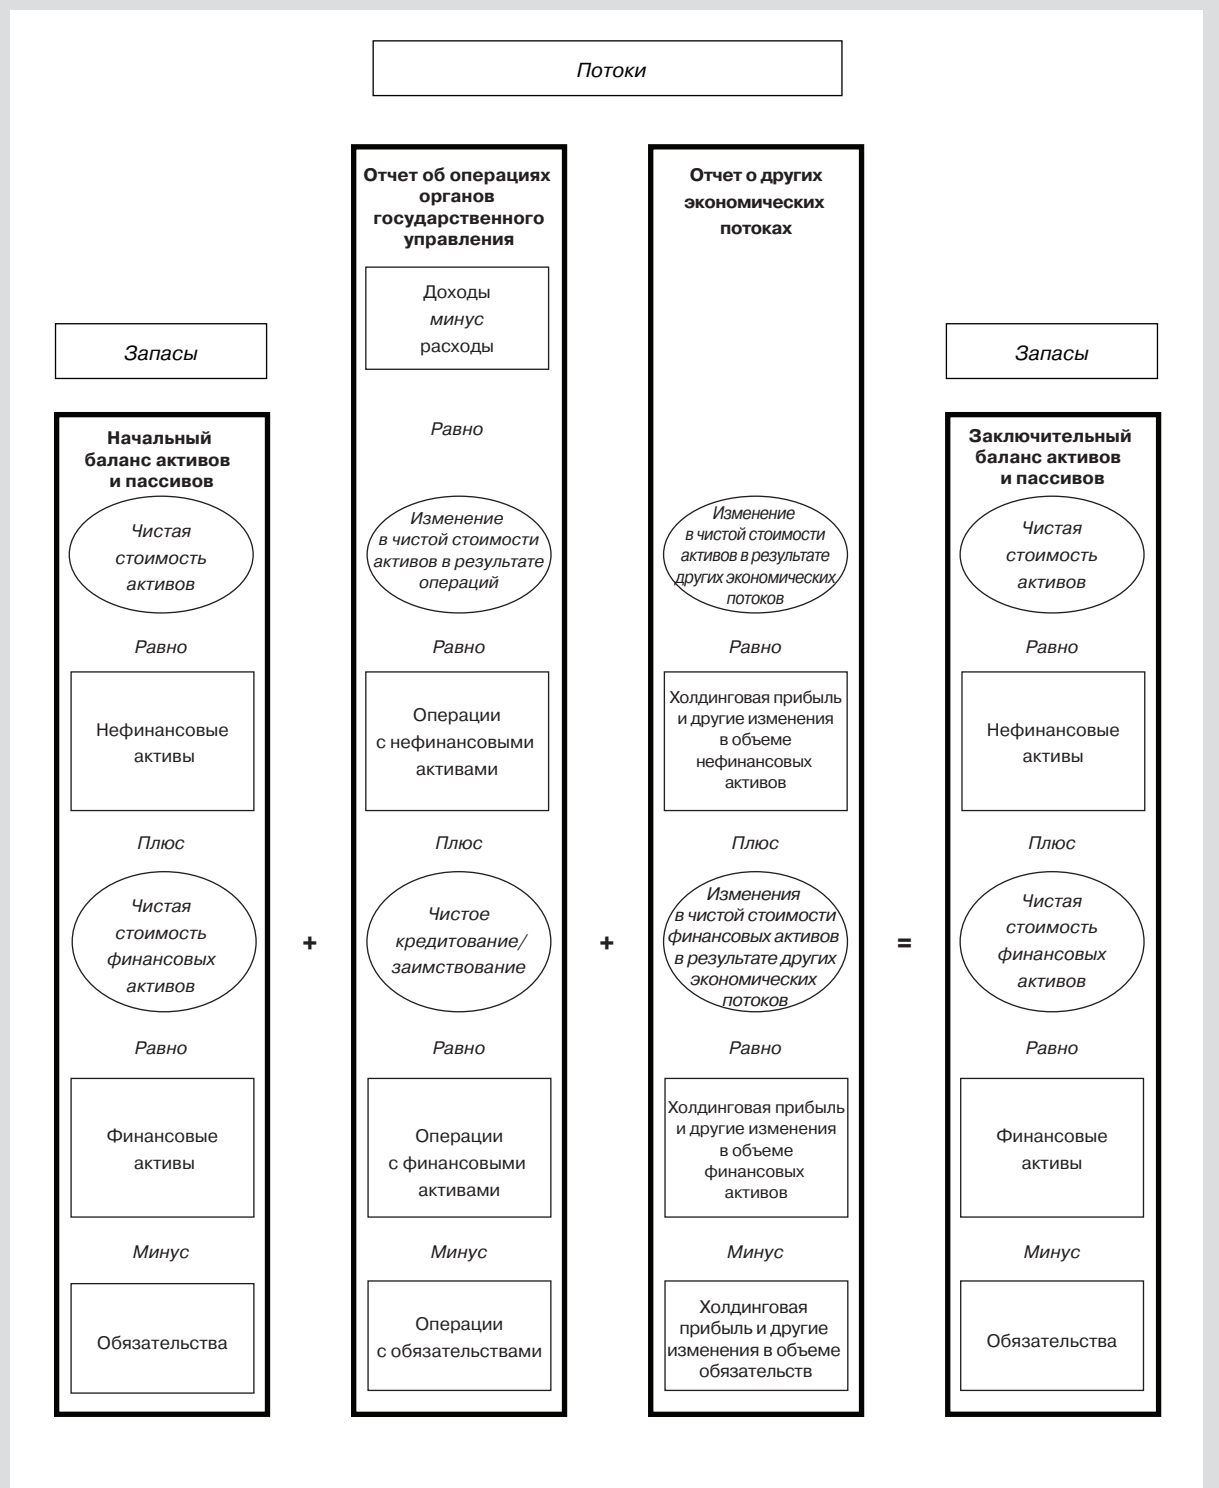 Потоки
Запасы
Начальный
баланс активов
и пассивов
Чистая
стоимость
активов
Равно
Нефинансовые
активы
Плюс
Чистая
стоимость
финансовых
активов
Равно
Финансовые
активы
Минус
Обязательства
+
Отчет об операциях
органов
государственного
управления
Доходы
минус
расходы
Равно
Изменение
в чистой стоимости
активов в результате
операций
Равно
Операции
с нефинансовыми
активами
Плюс
Чистое
кредитование/
заимствование
Равно
Операции
с финансовыми
активами
Минус
Операции
с обязательствами
+
Отчет о других
экономических
потоках
Изменение
в чистой стоимости
активов в результате
других экономических
потоков
Равно
Холдинговая прибыль
и другие изменения
в объеме
нефинансовых
активов
Плюс
Изменения
в чистой стоимости
финансовых активов
в результате других
экономических
потоков
Равно
Холдинговая прибыль
и другие изменения
в объеме
финансовых
активов
Минус
Холдинговая
прибыль и другие
изменения в объеме
обязательств
=
Запасы
Заключительный
баланс активов
и пассивов
Чистая
стоимость
активов
Равно
Нефинансовые
активы
Плюс
Чистая
стоимость
финансовых
активов
Равно
Финансовые
активы
Минус
Обязательства